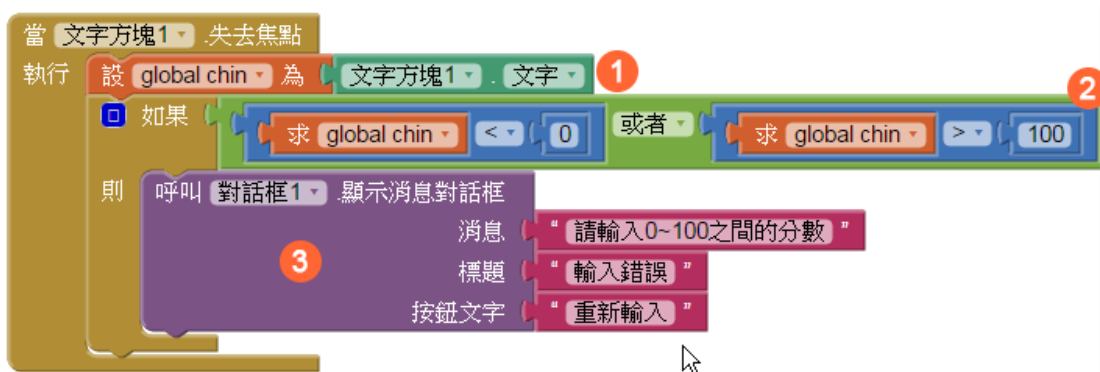 當 文字方塊1 .失去焦點
執行 設 global chin 為 文字方塊1 . 文字 1
如果 求 global chin < 0 或者 求 global chin > 100 2
則 呼叫 對話框1 .顯示消息對話框
消息 " 請輸入0~100之間的分數 "
3
標題 " 輸入錯誤 "
按鈕文字 " 重新輸入 "